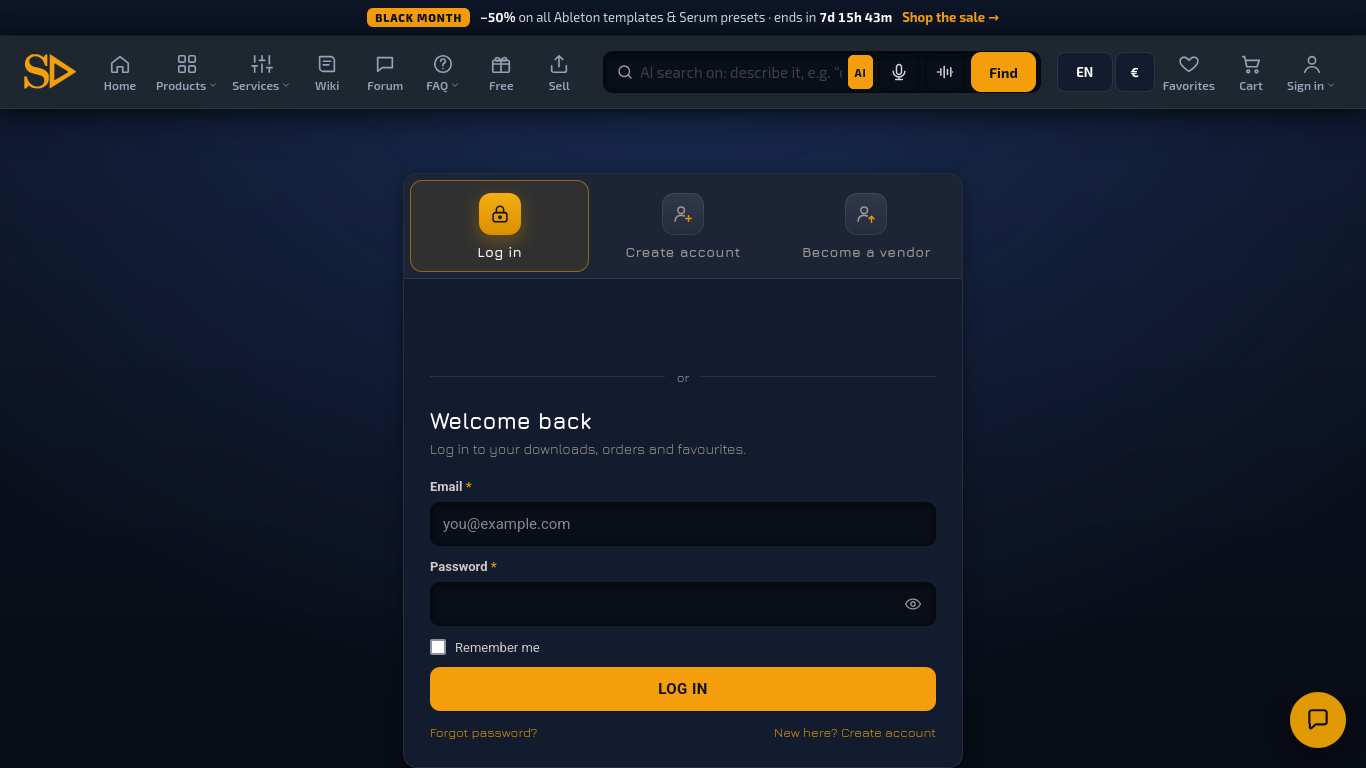 BLACK MONTH −50% on all Ableton templates & Serum presets · ends in 7d 15h 43m Shop the sale →
Home Products Services Wiki Forum FAQ Free Sell
AI search on: describe it, e.g. "
AI
Find
EN € Favorites Cart Sign in
Log in Create account Become a vendor
or
Welcome back
Log in to your downloads, orders and favourites.
Email *
you@example.com
Password *
Remember me
LOG IN
Forgot password? New here? Create account